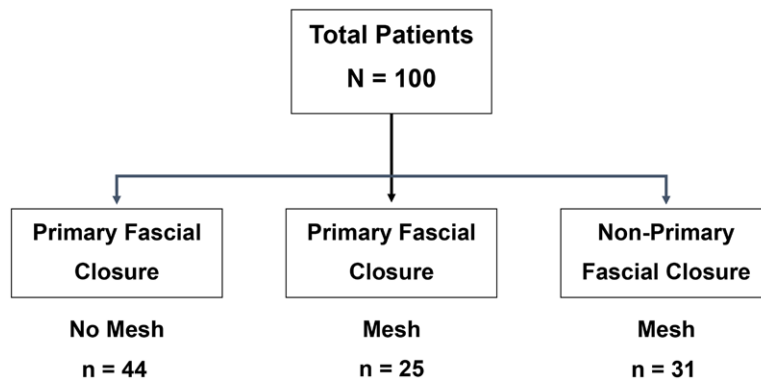 Total Patients
N = 100
Primary Fascial
Closure
No Mesh
n = 44
Primary Fascial
Closure
Mesh
n = 25
Non-Primary
Fascial Closure
Mesh
n = 31